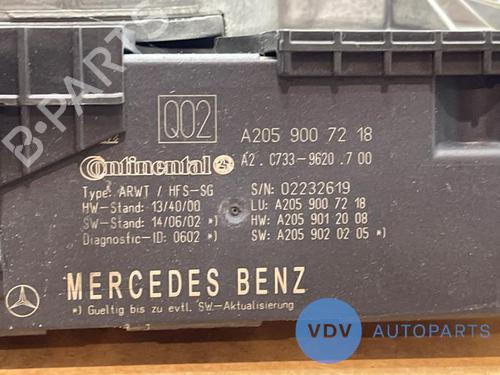 B-PARTS
Q02
A205 900 72 18
Continental
A2.C733-9620.700
Type: ARWT / HFS-SG
S/N: 02232619
HW-Stand: 13/40/00
LU: A205 900 72 18
SW-Stand: 14/06/02 *)
HW: A205 901 20 08
Diagnostic-ID: 0602 *)
SW: A205 902 02 05 *)
MERCEDES BENZ
*) Gueltig bis zu evtl. SW-Aktualisierung
VDV AUTOPARTS